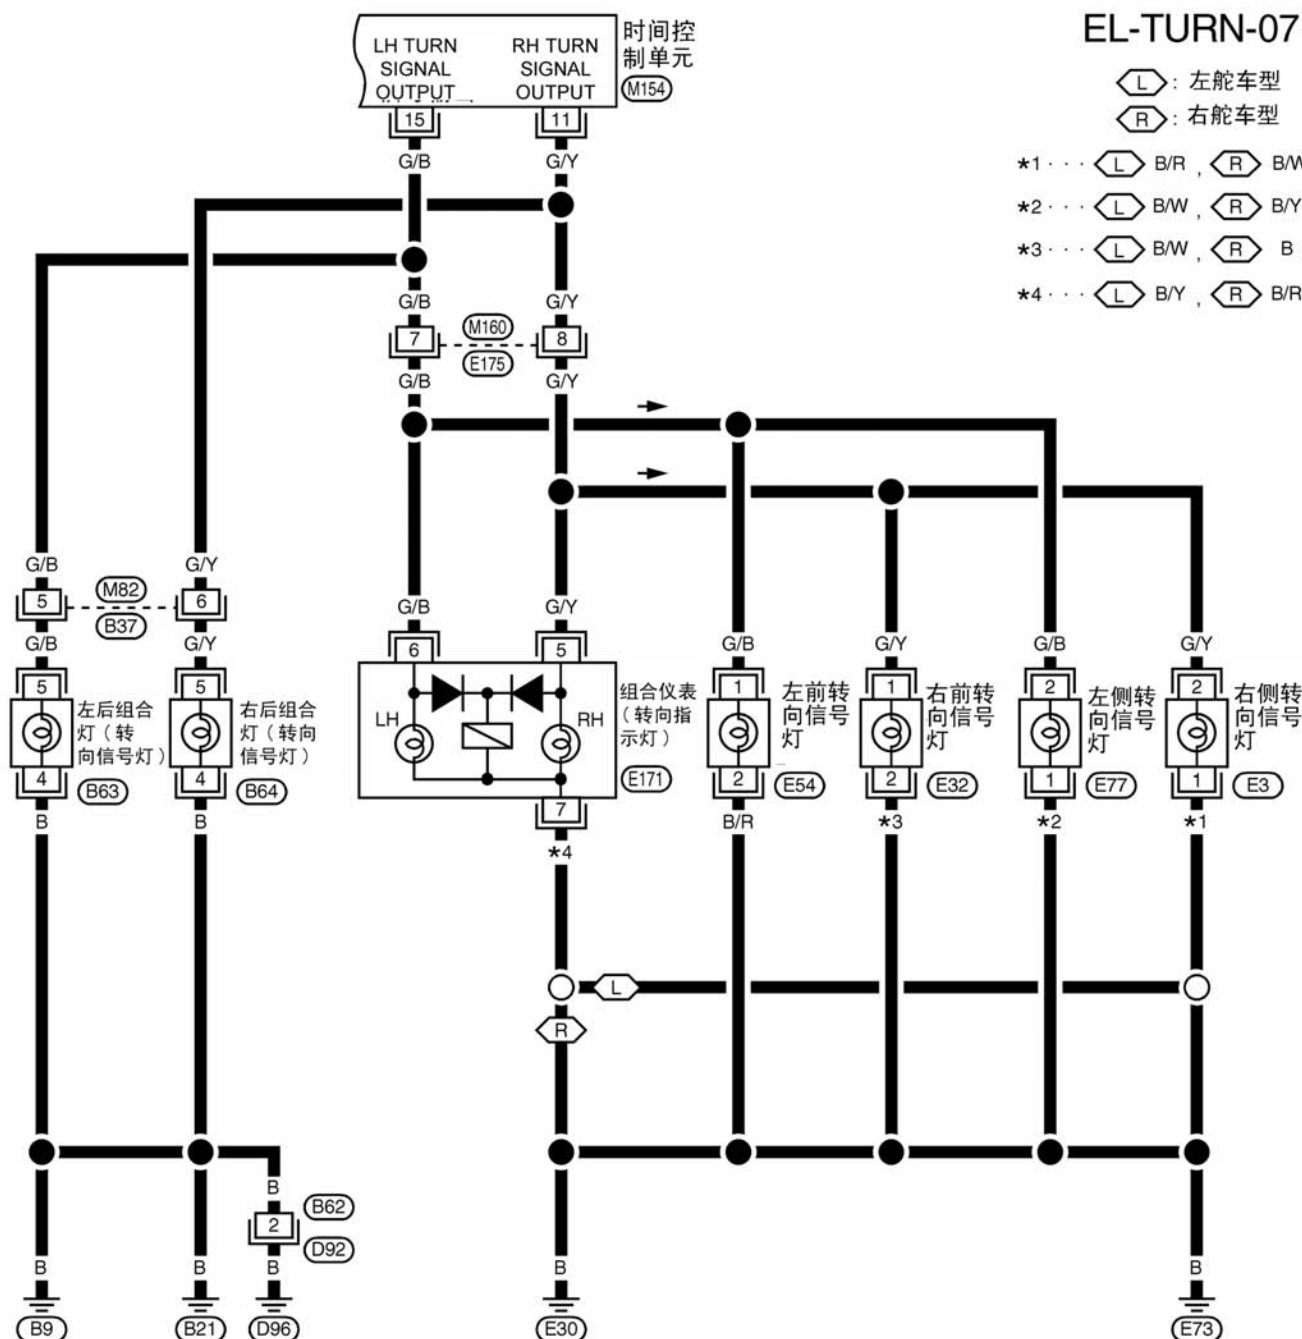 EL-TURN-07
L : 左舵车型
R : 右舵车型
*1 ··· L B/R , R B/W
*2 ··· L B/W , R B/Y
*3 ··· L B/W , R B
*4 ··· L B/Y , R B/R
LH TURN
SIGNAL
OUTPUT
RH TURN
SIGNAL
OUTPUT
时间控
制单元
M154
15
11
G/B
G/Y
G/B
G/Y
7
M160
8
E175
G/B
G/Y
G/B
G/Y
5
M82
6
B37
G/B
G/Y
G/B
G/Y
G/B
G/Y
G/B
G/Y
5
5
6
5
1
1
2
2
左后组合
灯（转
向信号灯）
右后组合
灯（转向
信号灯）
LH
RH
组合仪表
（转向指
示灯）
左前转
向信号
灯
右前转
向信号
灯
左侧转
向信号
灯
右侧转
向信号
灯
4
B63
4
B64
E171
2
E54
2
E32
1
E77
1
E3
7
B
B
*4
B/R
*3
*2
*1
L
R
B
B62
2
D92
B
B
B
B
B
B9
B21
D96
E30
E73